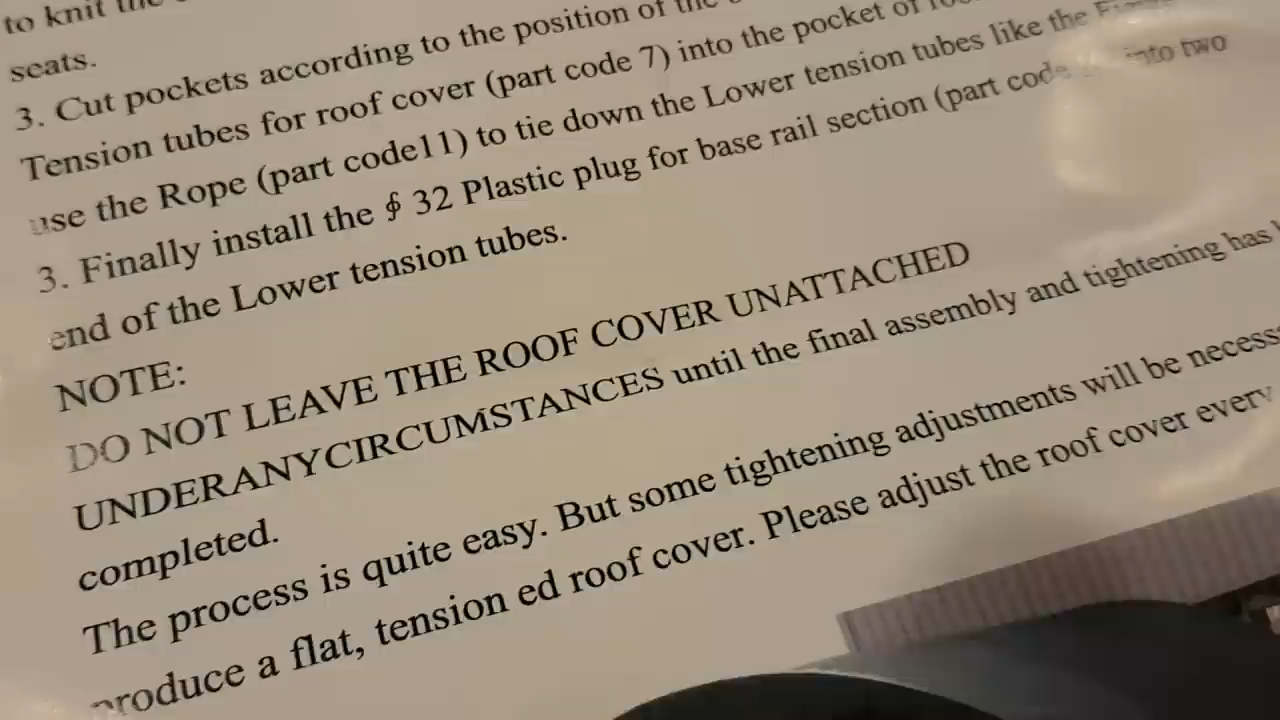 to knit the
seats.
3. Cut pockets according to the position of the
Tension tubes for roof cover (part code 7) into the pocket of
use the Rope (part code11) to tie down the Lower tension tubes like the
3. Finally install the ∮ 32 Plastic plug for base rail section (part code into two
end of the Lower tension tubes.
NOTE:
DO NOT LEAVE THE ROOF COVER UNATTACHED
UNDERANYCIRCUMSTANCES until the final assembly and tightening has
completed.
The process is quite easy. But some tightening adjustments will be
produce a flat, tension ed roof cover. Please adjust the roof cover every